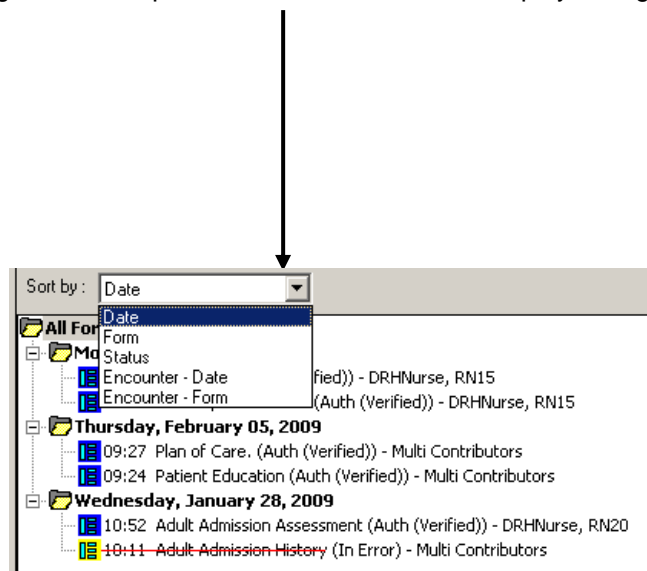 Sort by : Date
Date
All For
Form
Mo
Status
Encounter - Date fied)) - DRHNurse, RN15
Encounter - Form (Auth (Verified)) - DRHNurse, RN15
Thursday, February 05, 2009
09:27 Plan of Care. (Auth (Verified)) - Multi Contributors
09:24 Patient Education (Auth (Verified)) - Multi Contributors
Wednesday, January 28, 2009
10:52 Adult Admission Assessment (Auth (Verified)) - DRHNurse, RN20
10:11 Adult Admission History (In Error) - Multi Contributors